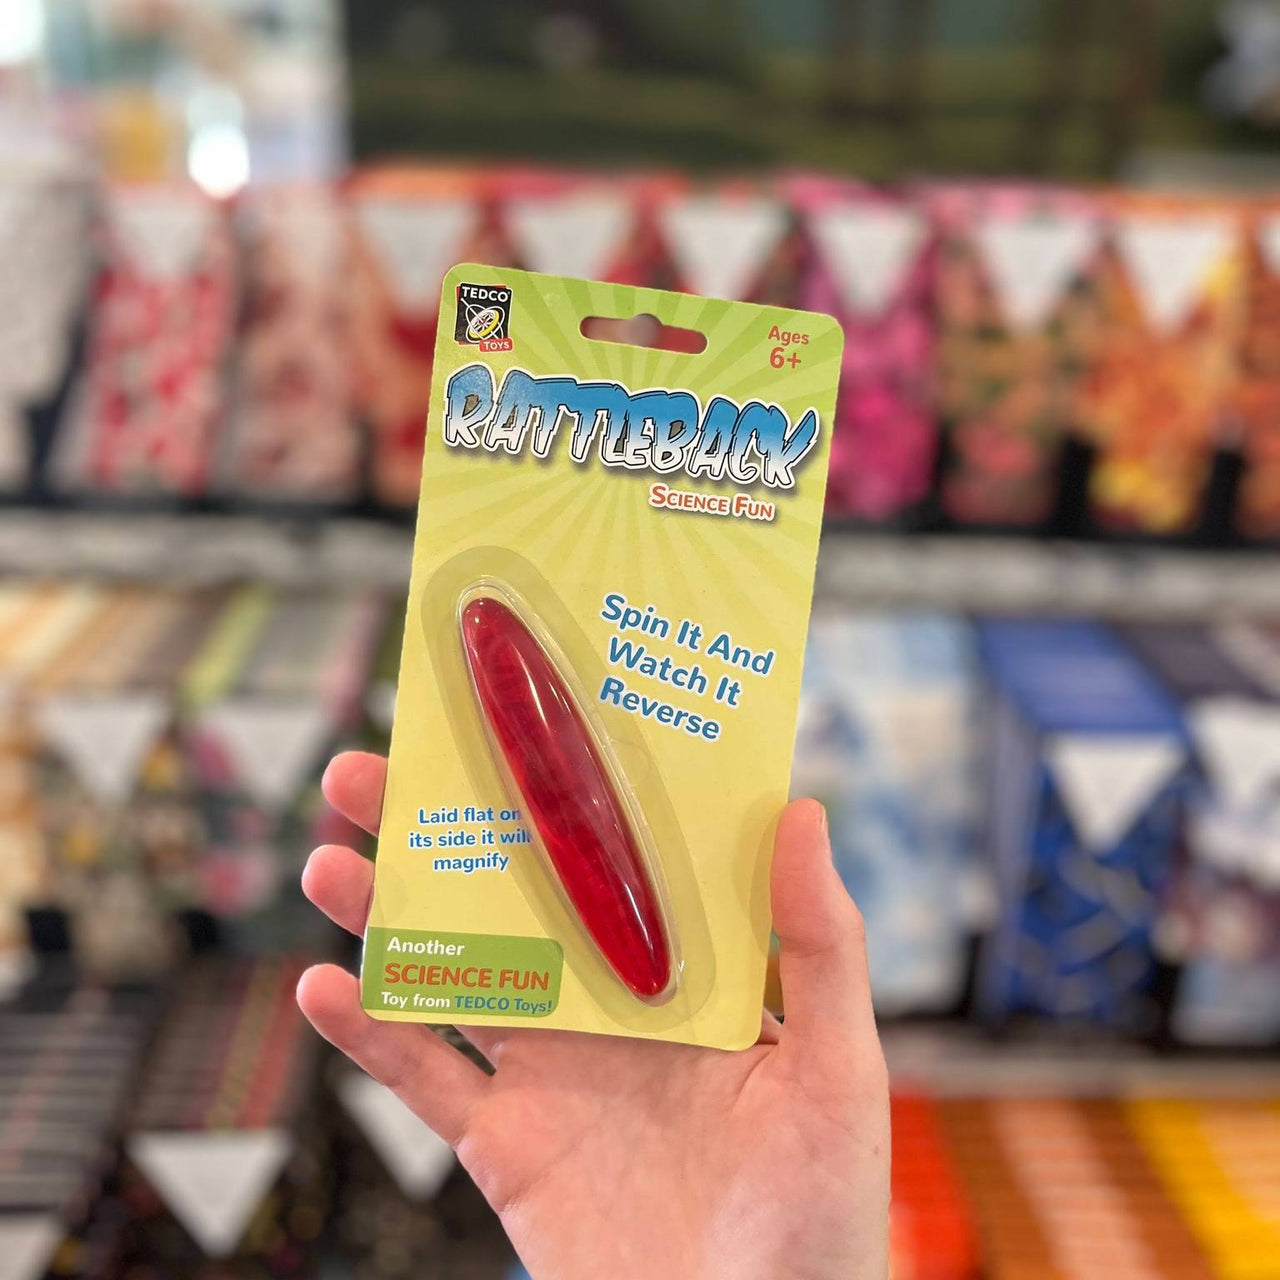 TEDCO
TOYS
Ages
6+
RATTLEBACK
SCIENCE FUN
Spin It And
Watch It
Reverse
Laid flat on
its side it will
magnify
Another
SCIENCE FUN
Toy from TEDCO Toys!